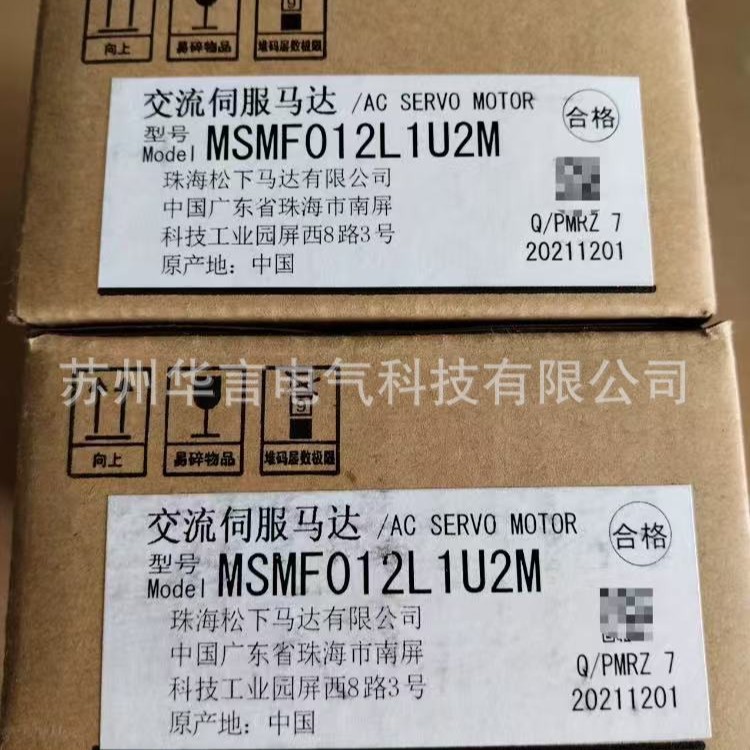 向上
易碎物品
堆码层数极限
交流伺服马达 /AC SERVO MOTOR
合格
型号
Model MSMF012L1U2M
珠海松下马达有限公司
中国广东省珠海市南屏
科技工业园屏西8路3号
原产地：中国
Q/PMRZ 7
20211201
苏州华言电气科技有限公司
9
向上
易碎物品
堆码层数极限
交流伺服马达 /AC SERVO MOTOR
合格
型号
Model MSMF012L1U2M
珠海松下马达有限公司
中国广东省珠海市南屏
科技工业园屏西8路3号
原产地：中国
Q/PMRZ 7
20211201